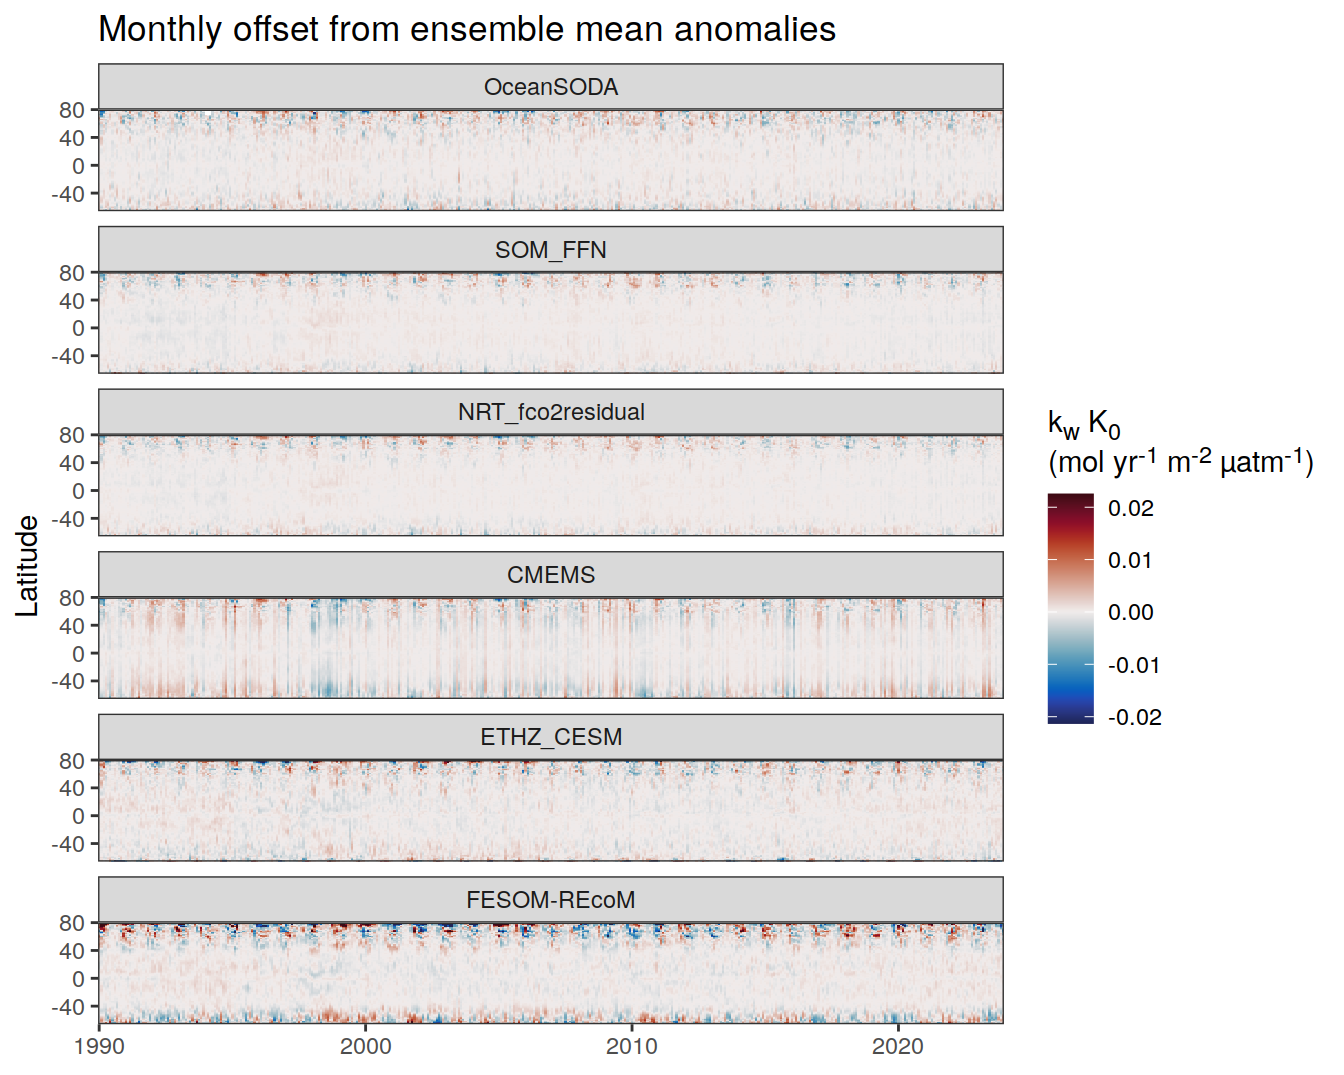 Monthly offset from ensemble mean anomalies
OceanSODA
80
40
0
-40
SOM_FFN
80
40
0
-40
NRT_fco2residual
80
40
0
-40
CMEMS
80
40
0
-40
ETHZ_CESM
80
40
0
-40
FESOM-REcoM
80
40
0
-40
1990 2000 2010 2020
Latitude
k_w K_0
(mol yr⁻¹ m⁻² µatm⁻¹)
0.02
0.01
0.00
-0.01
-0.02